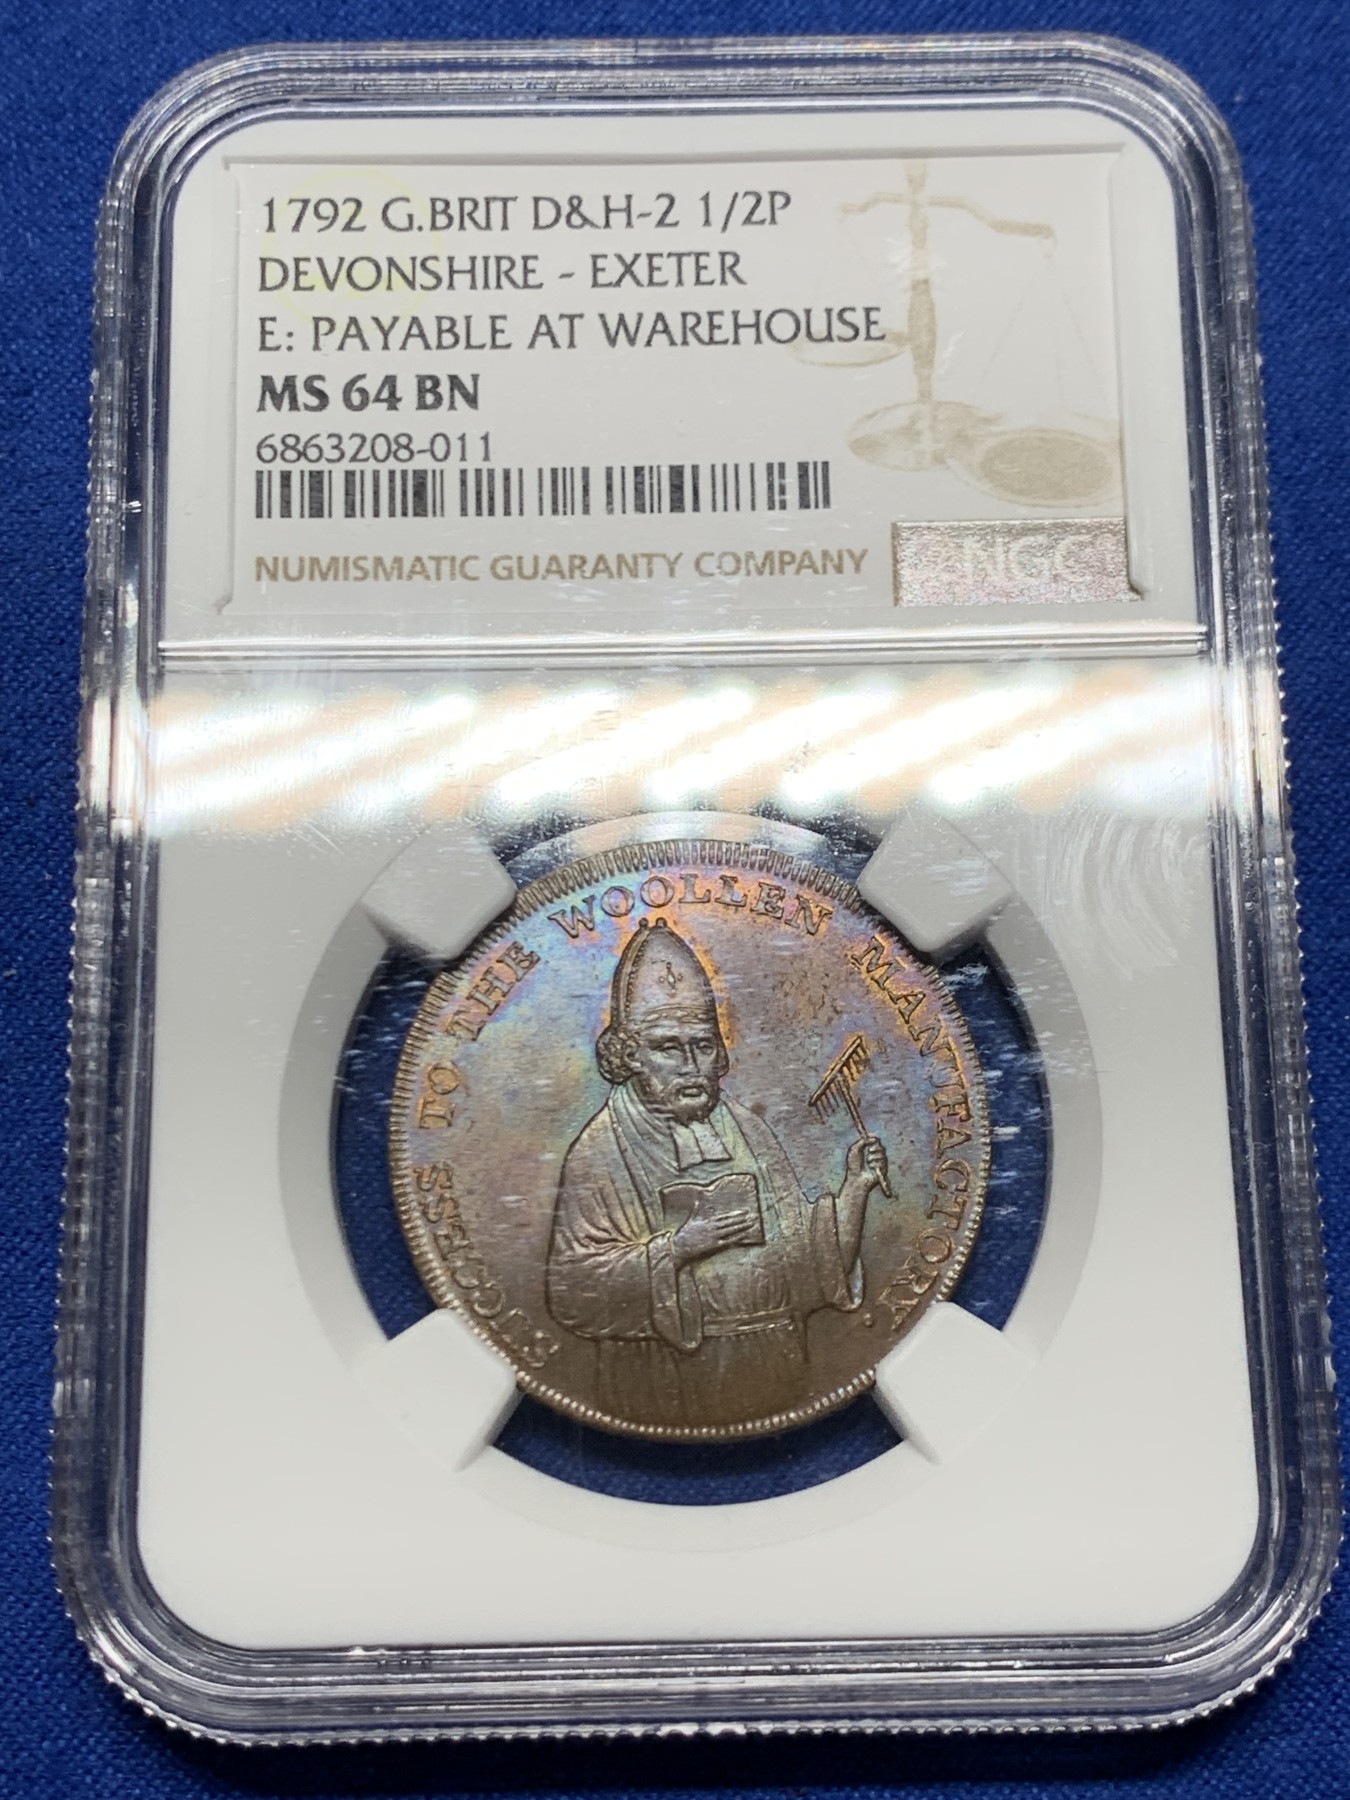 1792 G.BRIT D&H-2 1/2P
DEVONSHIRE - EXETER
E: PAYABLE AT WAREHOUSE
MS 64 BN
6863208-011
NUMISMATIC GUARANTY COMPANY
NGC
SUCCESS TO THE WOOLLEN MANUFACTORY.